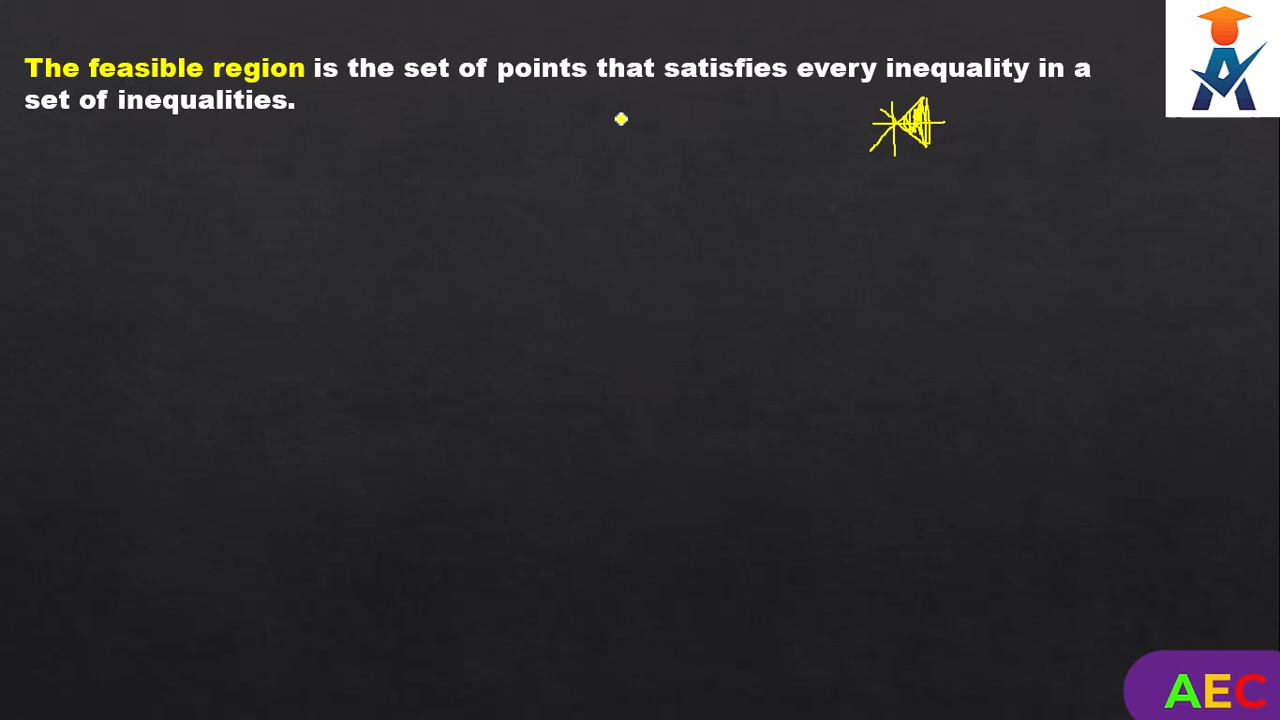 The feasible region is the set of points that satisfies every inequality in a
set of inequalities.
AEC